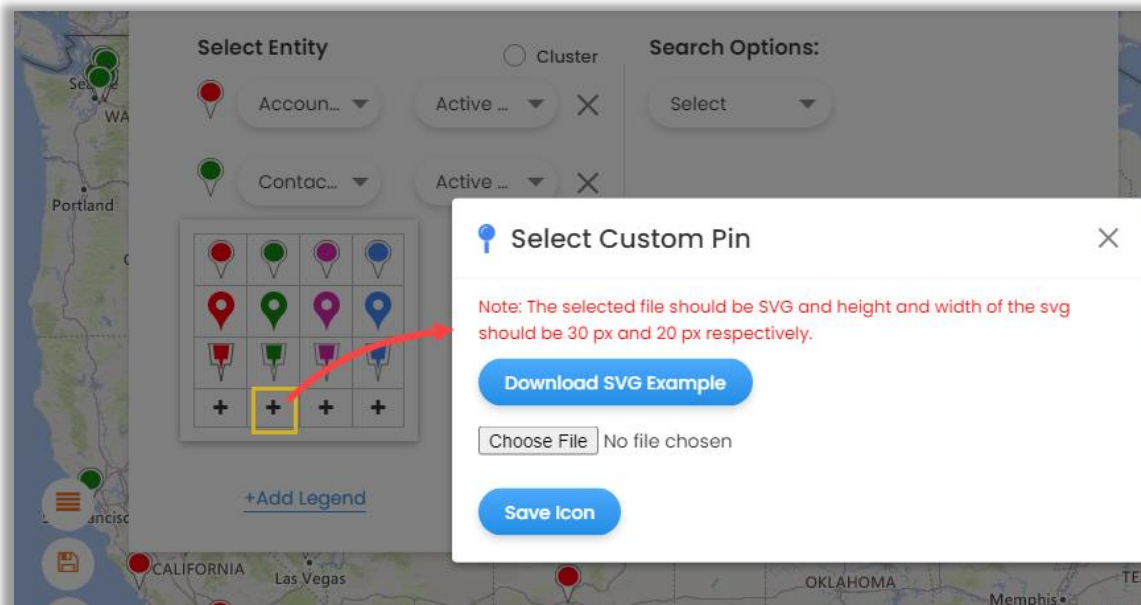 Select Entity
Cluster
Search Options:
Accoun...
Active ...
Select
Contac...
Active ...
WA
Portland
Select Custom Pin
Note: The selected file should be SVG and height and width of the svg
should be 30 px and 20 px respectively.
Download SVG Example
Choose File No file chosen
+Add Legend
Save Icon
CALIFORNIA
Las Vegas
OKLAHOMA
Memphis